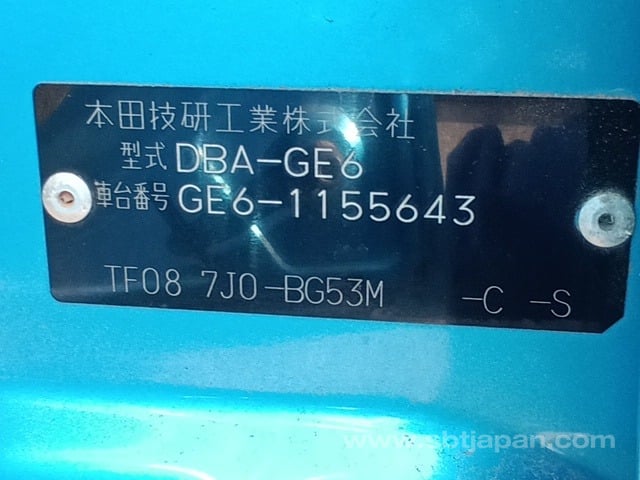 本田技研工業株式会社
型式 DBA-GE6
車台番号 GE6-1155643
TF08 7J0-BG53M -C -S
www.sbtjapan.com